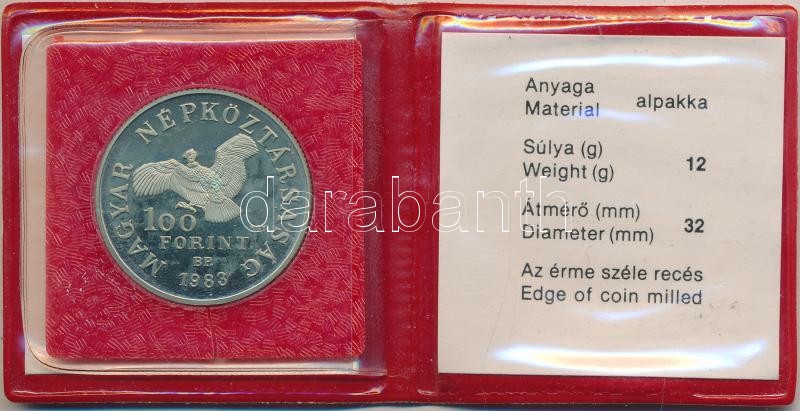 MAGYAR NÉPKÖZTÁRSASÁG
100
FORINT
BP
1983
Anyaga
Material
alpakka
Súlya (g)
Weight (g)
12
Átmérő (mm)
Diameter (mm)
32
Az érme széle recés
Edge of coin milled
darabanth